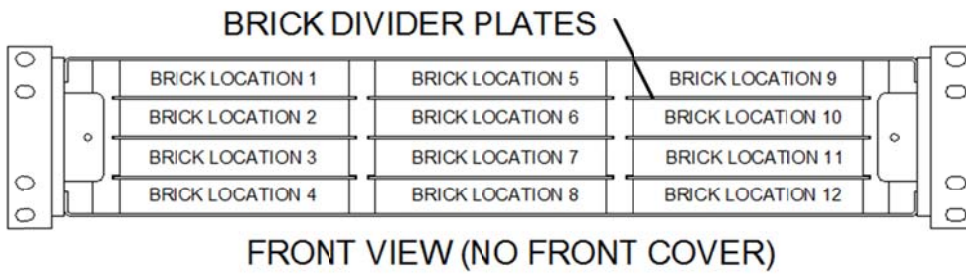 BRICK DIVIDER PLATES
BRICK LOCATION 1
BRICK LOCATION 2
BRICK LOCATION 3
BRICK LOCATION 4
BRICK LOCATION 5
BRICK LOCATION 6
BRICK LOCATION 7
BRICK LOCATION 8
BRICK LOCATION 9
BRICK LOCATION 10
BRICK LOCATION 11
BRICK LOCATION 12
FRONT VIEW (NO FRONT COVER)